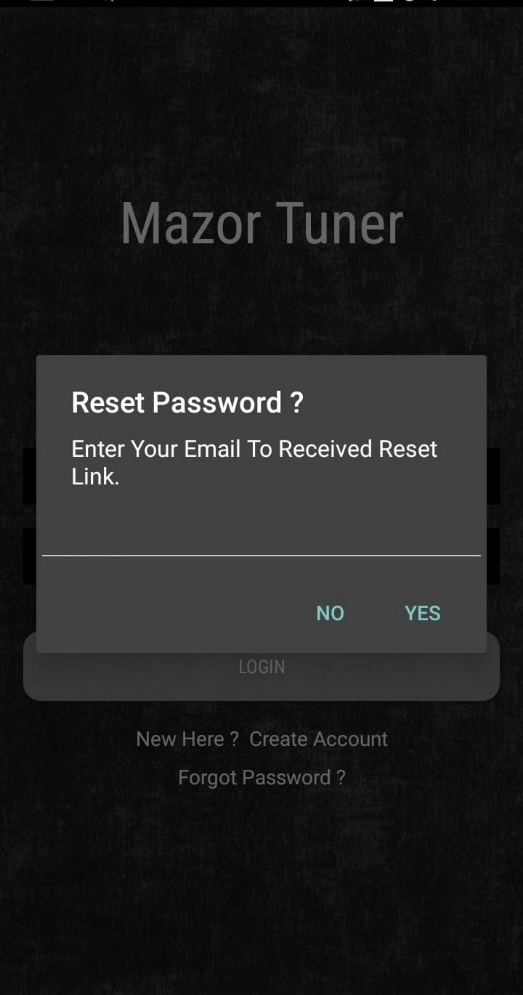 Mazor Tuner
Reset Password ?
Enter Your Email To Received Reset
Link.
NO YES
LOGIN
New Here ? Create Account
Forgot Password ?